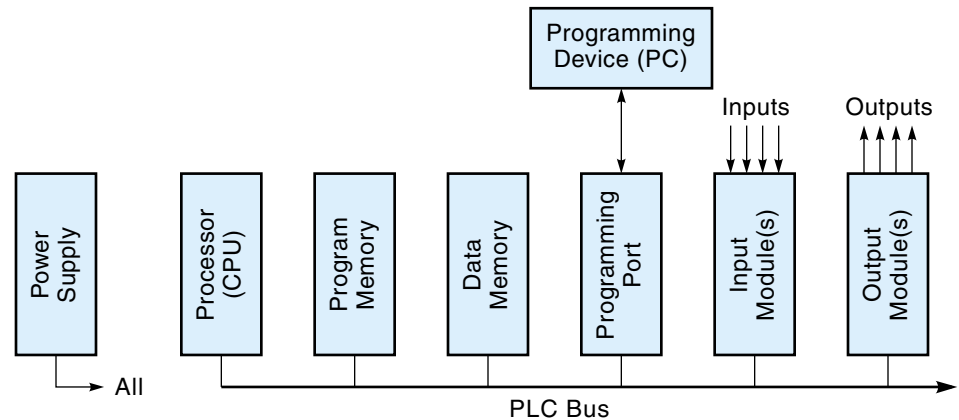 Programming
Device (PC)
Inputs
Outputs
Power
Supply
Processor
(CPU)
Program
Memory
Data
Memory
Programming
Port
Input
Module(s)
Output
Module(s)
All
PLC Bus